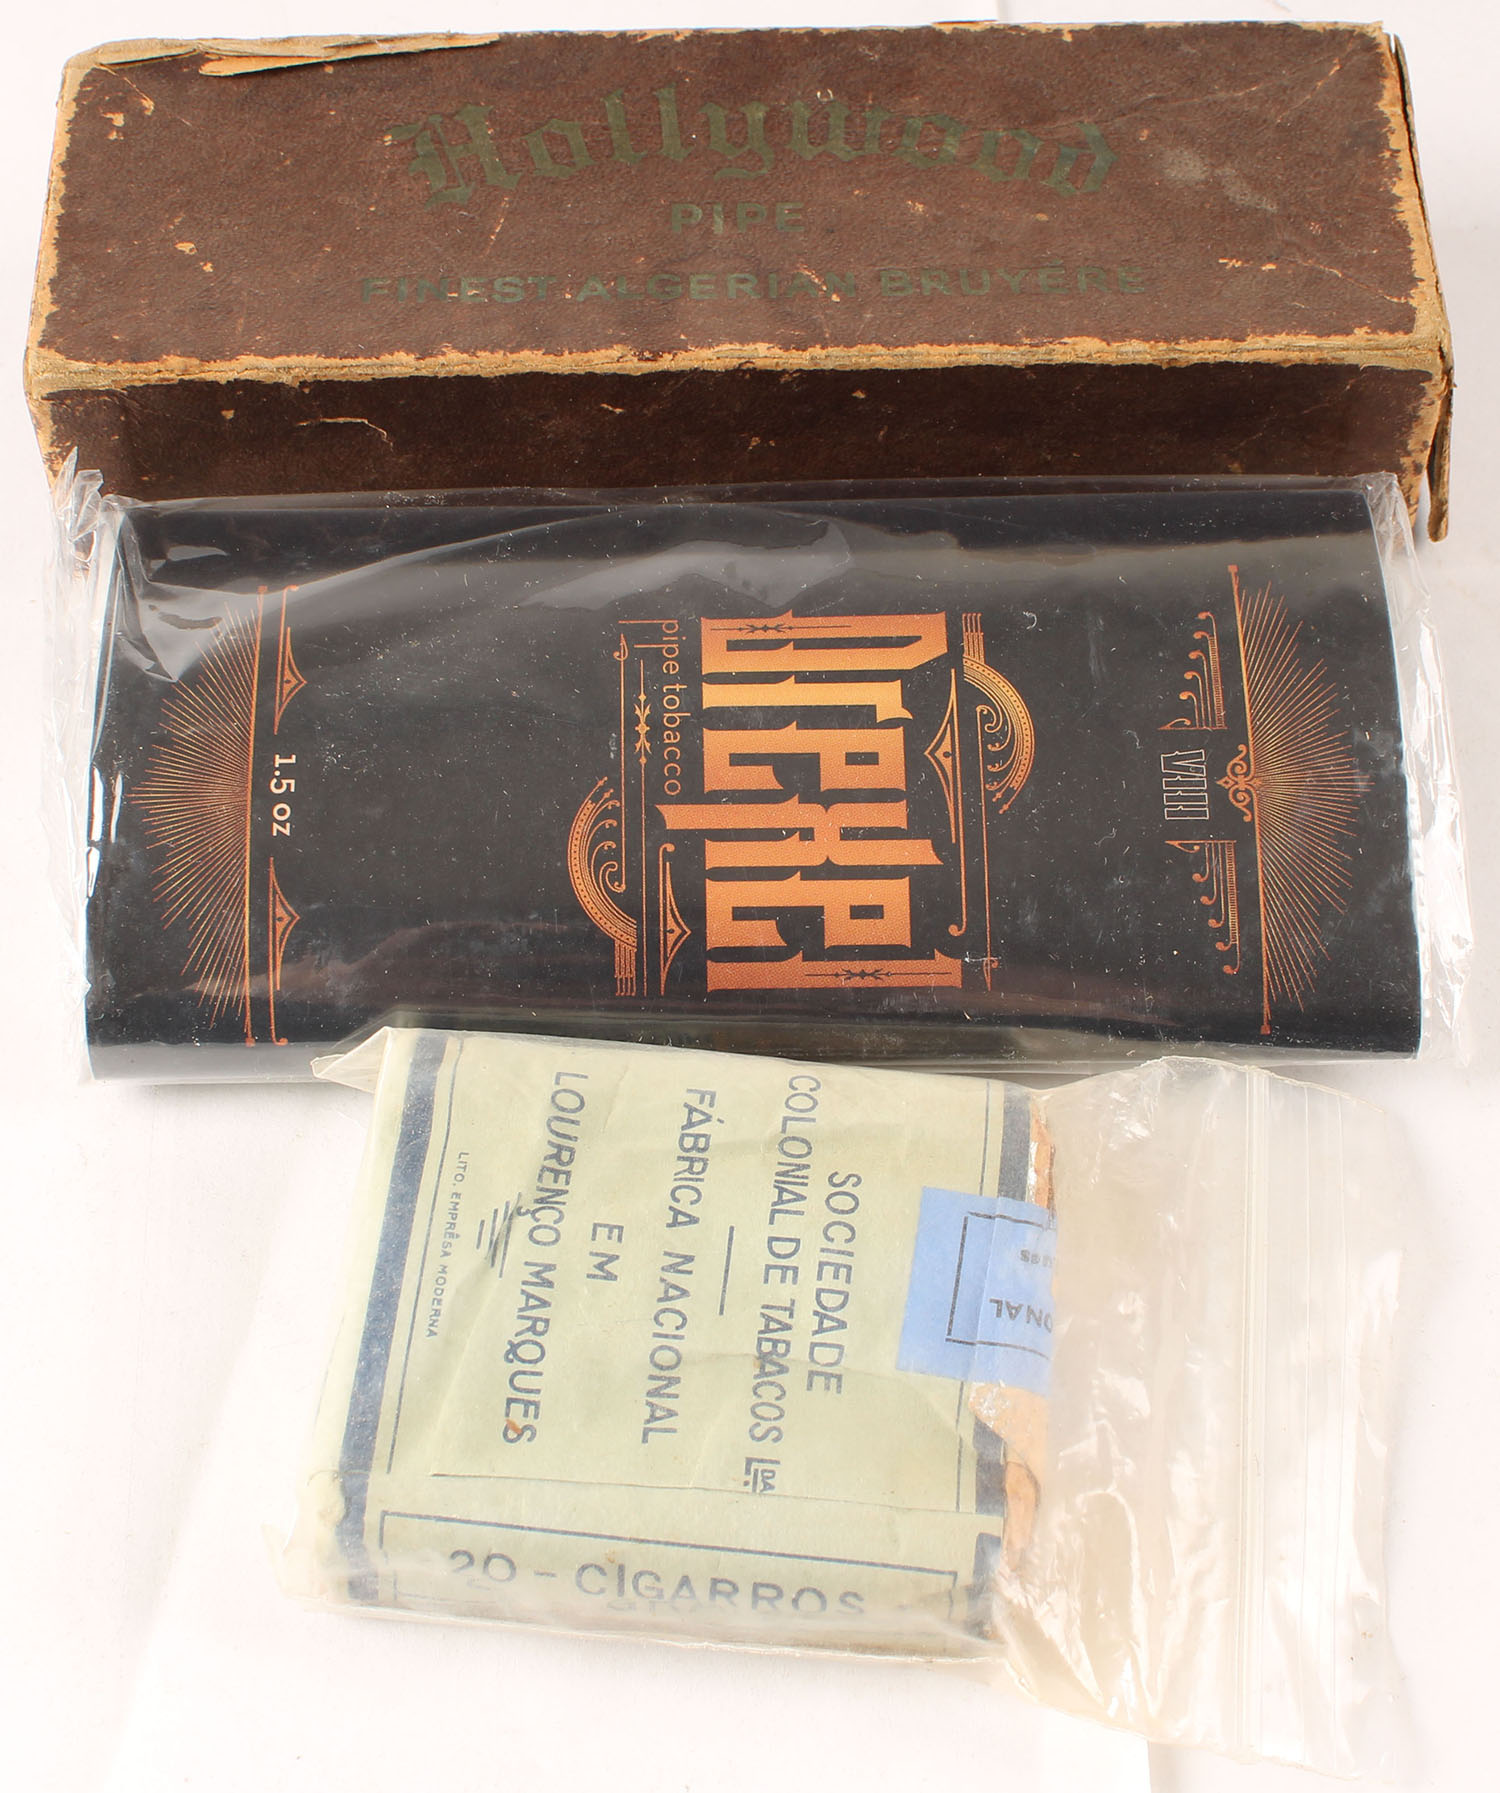 Hollywood
PIPE
FINEST ALGERIAN BRUYÈRE
VIII
Drexel
pipe tobacco
1.5 oz
SOCIEDADE
COLONIAL DE TABACOS LDA
FÁBRICA NACIONAL
EM
LOURENÇO MARQUES
LITO. EMPRÊSA MODERNA
20 - CIGARROS